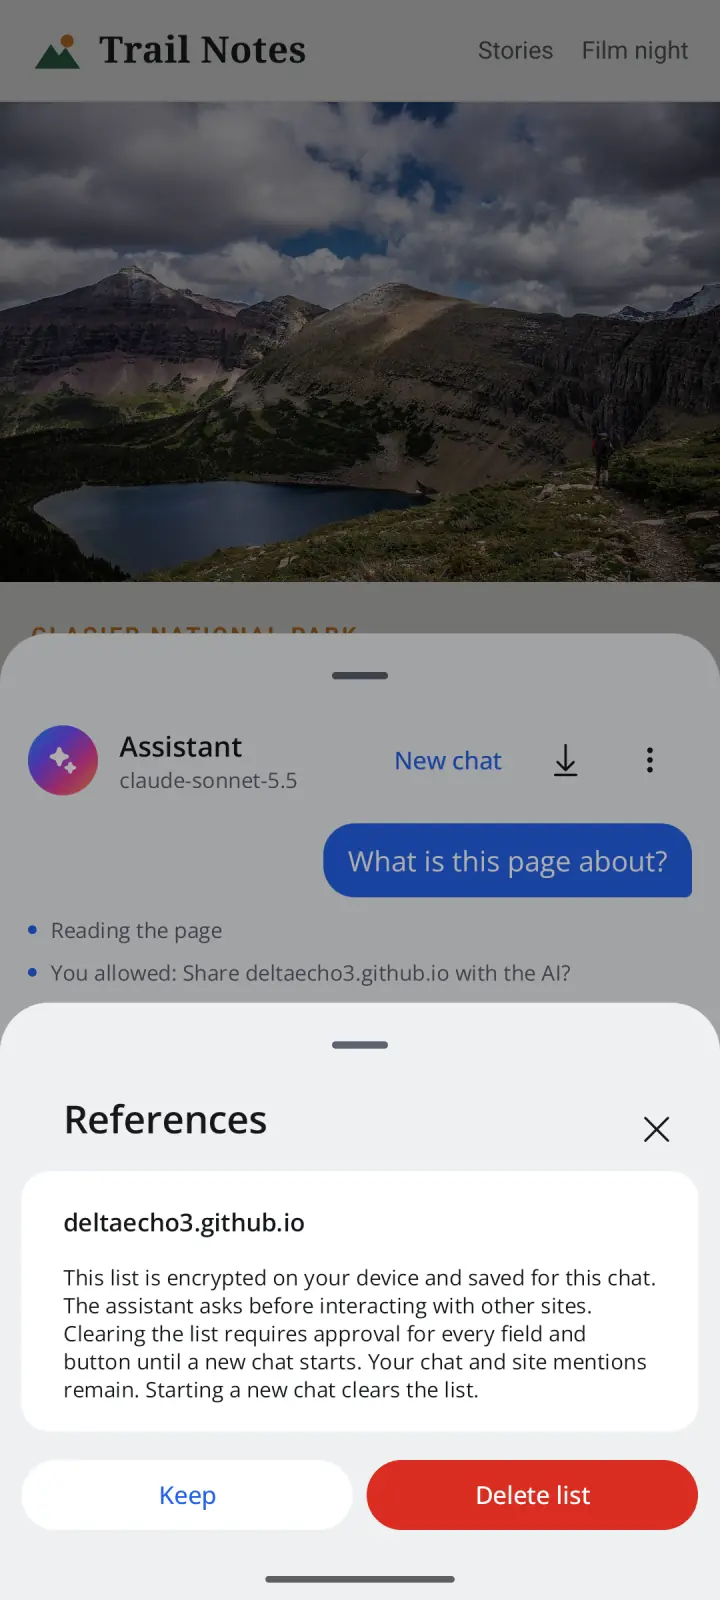 Trail Notes
Stories Film night
GLACIER NATIONAL PARK
Assistant
claude-sonnet-5.5
New chat
What is this page about?
Reading the page
You allowed: Share deltaecho3.github.io with the AI?
References
deltaecho3.github.io
This list is encrypted on your device and saved for this chat.
The assistant asks before interacting with other sites.
Clearing the list requires approval for every field and
button until a new chat starts. Your chat and site mentions
remain. Starting a new chat clears the list.
Keep
Delete list